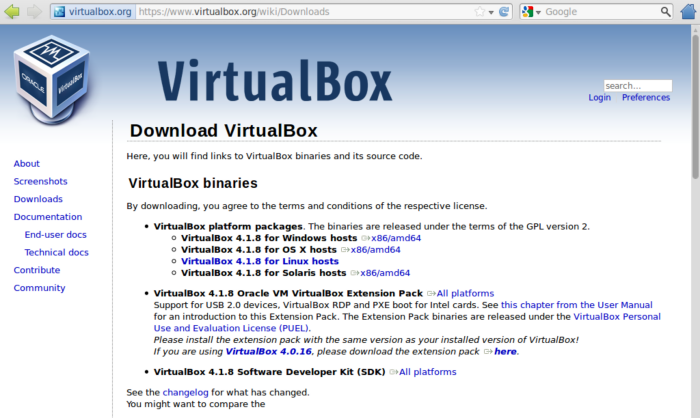 virtualbox.org https://www.virtualbox.org/wiki/Downloads Google
VM
ORACLE
VirtualBox
VirtualBox
search...
Login Preferences
Download VirtualBox
Here, you will find links to VirtualBox binaries and its source code.
VirtualBox binaries
By downloading, you agree to the terms and conditions of the respective license.
About
Screenshots
Downloads
Documentation
End-user docs
Technical docs
Contribute
Community
• VirtualBox platform packages. The binaries are released under the terms of the GPL version 2.
VirtualBox 4.1.8 for Windows hosts x86/amd64
VirtualBox 4.1.8 for OS X hosts x86/amd64
VirtualBox 4.1.8 for Linux hosts
VirtualBox 4.1.8 for Solaris hosts x86/amd64
• VirtualBox 4.1.8 Oracle VM VirtualBox Extension Pack All platforms
Support for USB 2.0 devices, VirtualBox RDP and PXE boot for Intel cards. See this chapter from the User Manual
for an introduction to this Extension Pack. The Extension Pack binaries are released under the VirtualBox Personal
Use and Evaluation License (PUEL).
Please install the extension pack with the same version as your installed version of VirtualBox!
If you are using VirtualBox 4.0.16, please download the extension pack here.
• VirtualBox 4.1.8 Software Developer Kit (SDK) All platforms
See the changelog for what has changed.
You might want to compare the